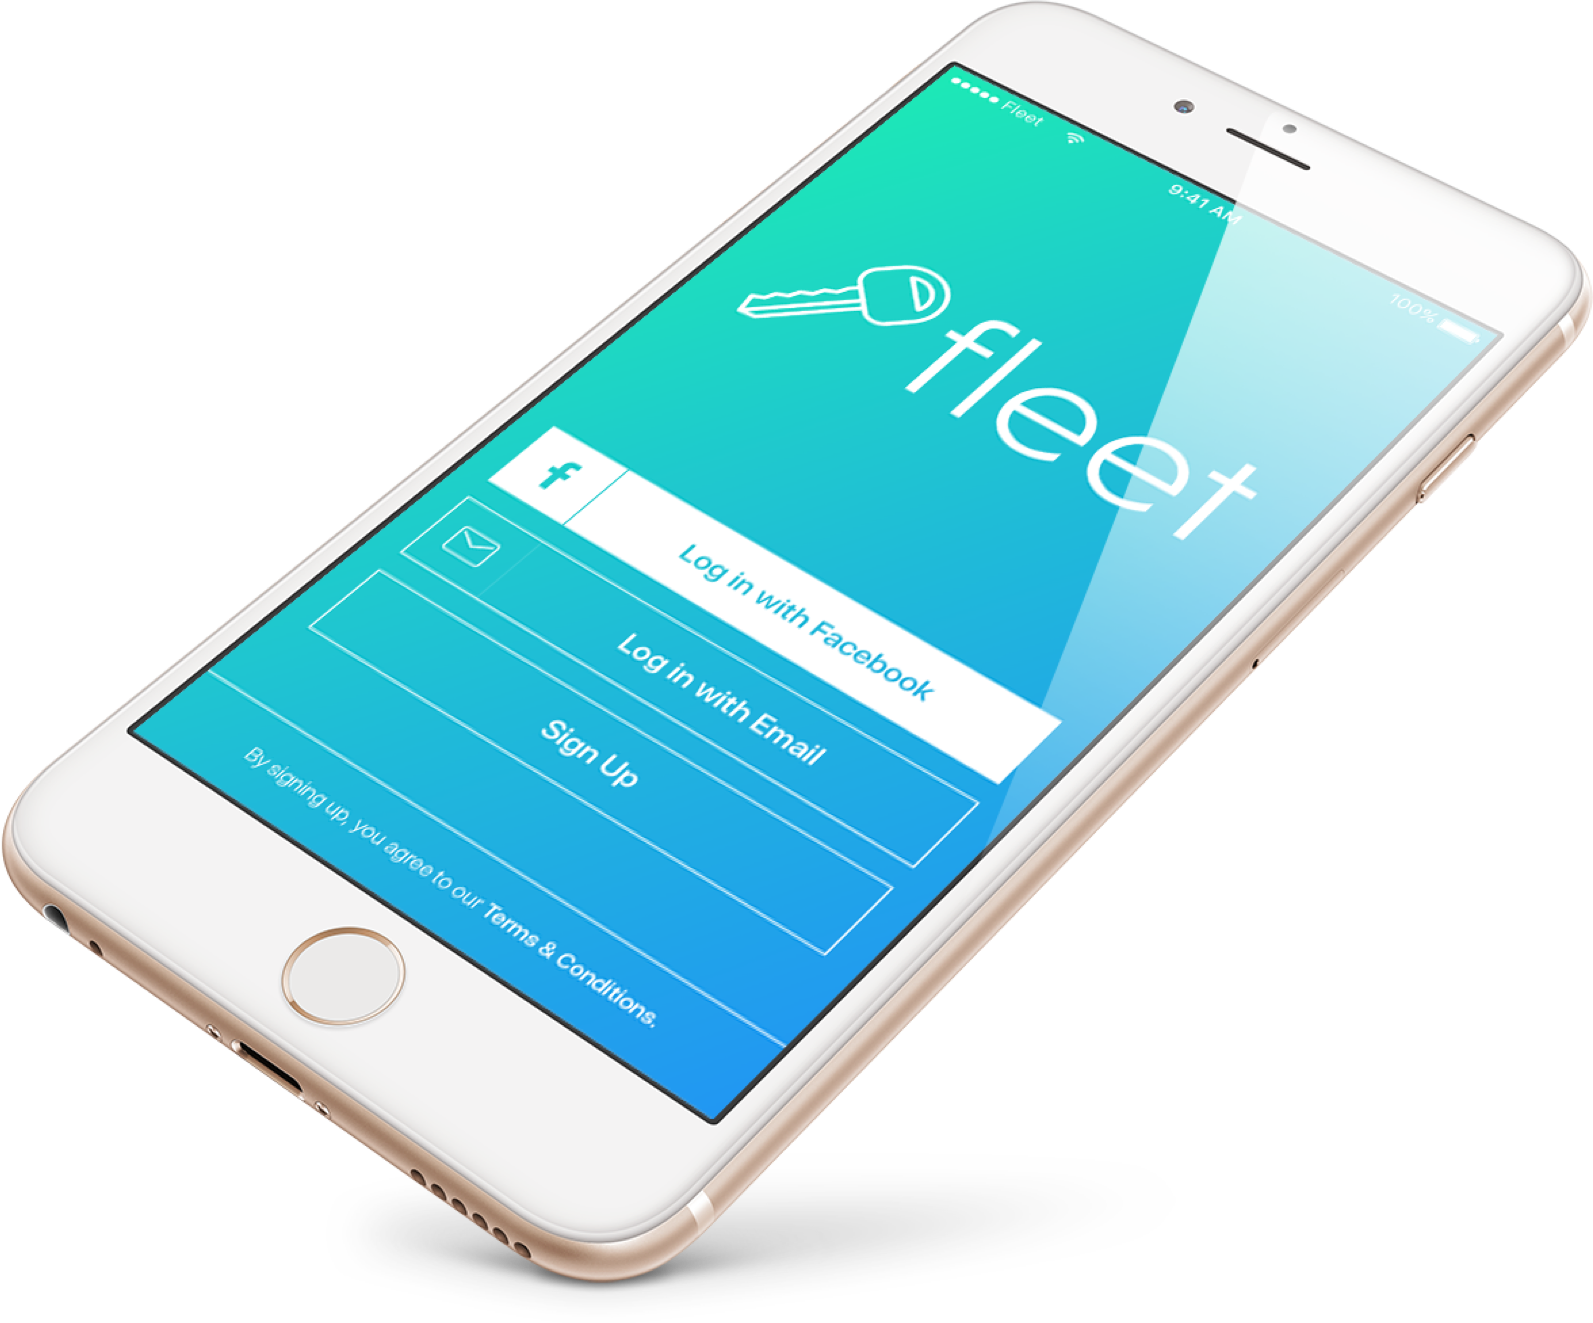 Fleet
9:41 AM
100%
fleet
f
Log in with Facebook
Log in with Email
Sign Up
By signing up, you agree to our Terms & Conditions.